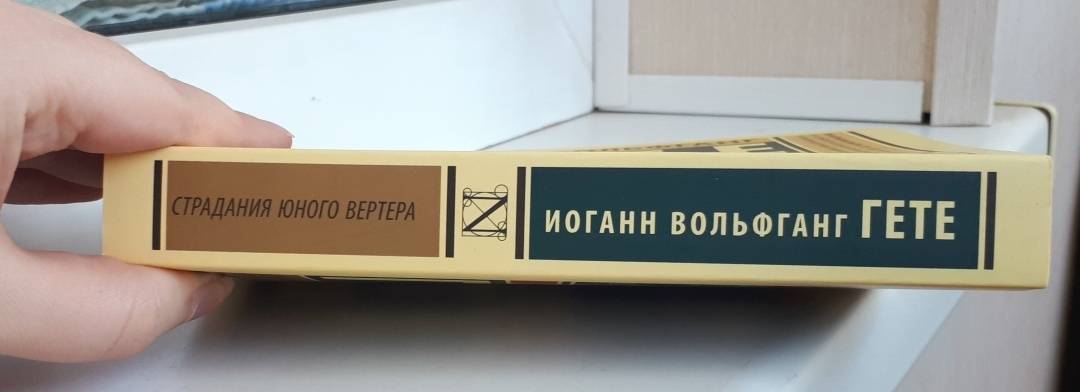 СТРАДАНИЯ ЮНОГО ВЕРТЕРА
ИОГАНН ВОЛЬФГАНГ ГЕТЕ